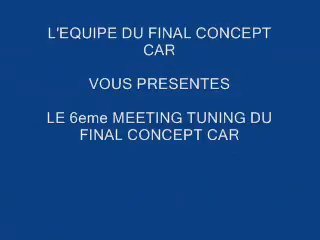 L'EQUIPE DU FINAL CONCEPT
CAR
VOUS PRESENTES
LE 6eme MEETING TUNING DU
FINAL CONCEPT CAR